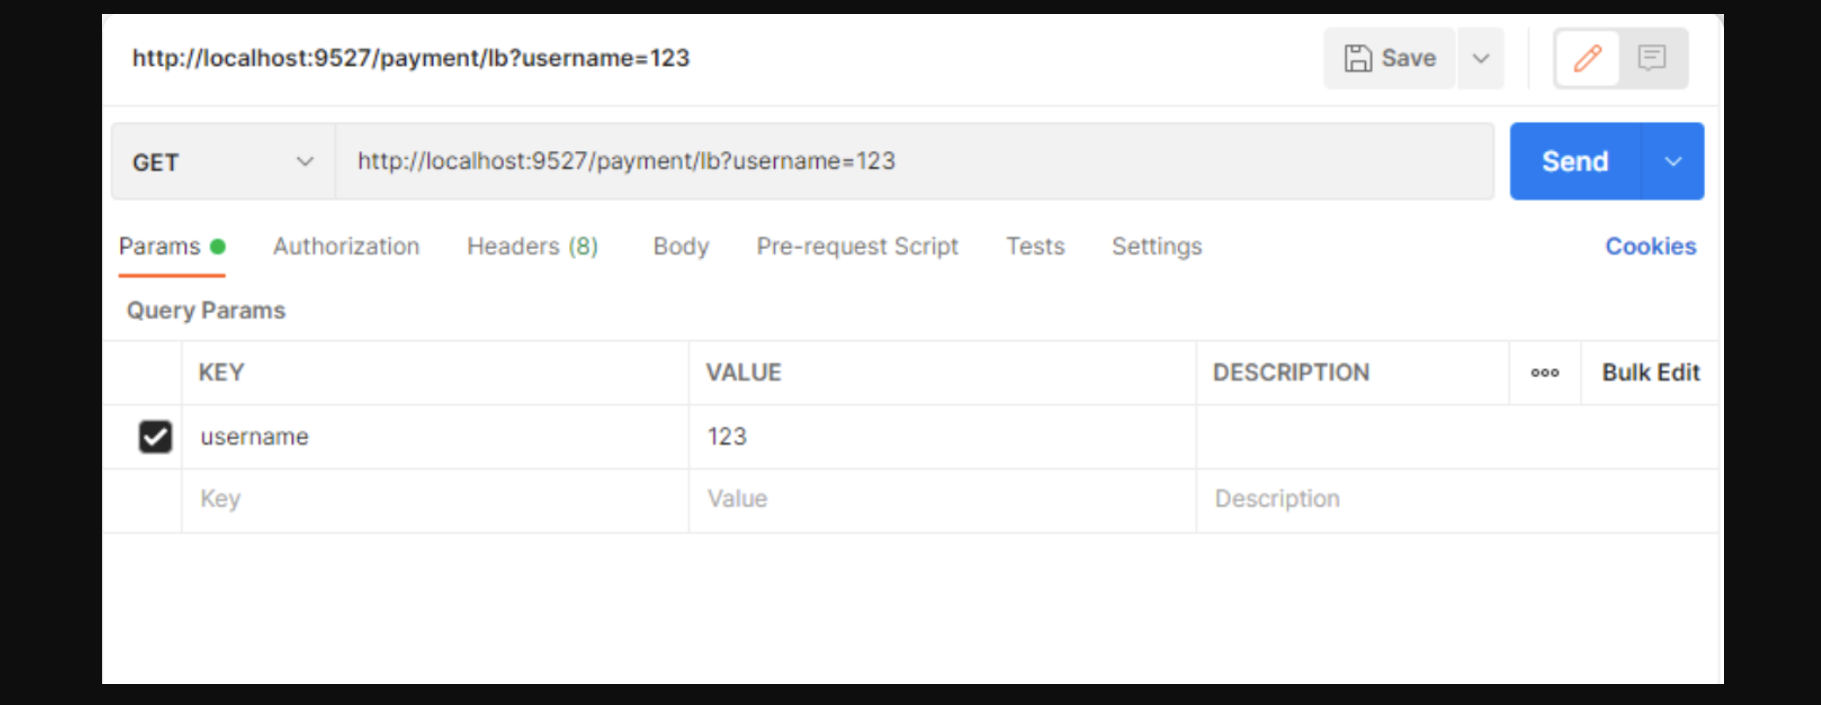 http://localhost:9527/payment/lb?username=123 Save
GET http://localhost:9527/payment/lb?username=123 Send
Params Authorization Headers (8) Body Pre-request Script Tests Settings Cookies
Query Params
KEY VALUE DESCRIPTION ooo Bulk Edit
username 123
Key Value Description